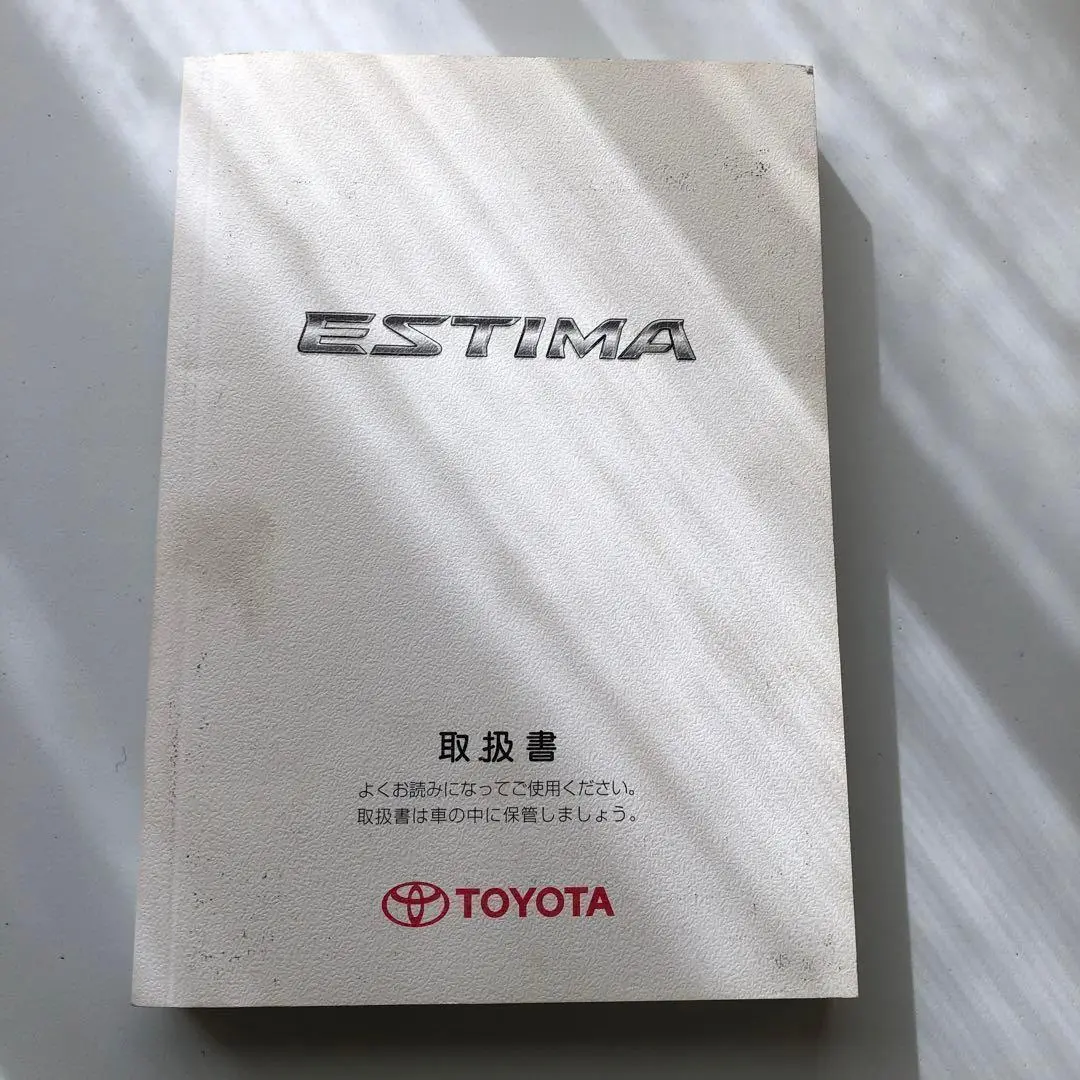 ESTIMA
取扱書
よくお読みになってご使用ください。
取扱書は車の中に保管しましょう。
TOYOTA